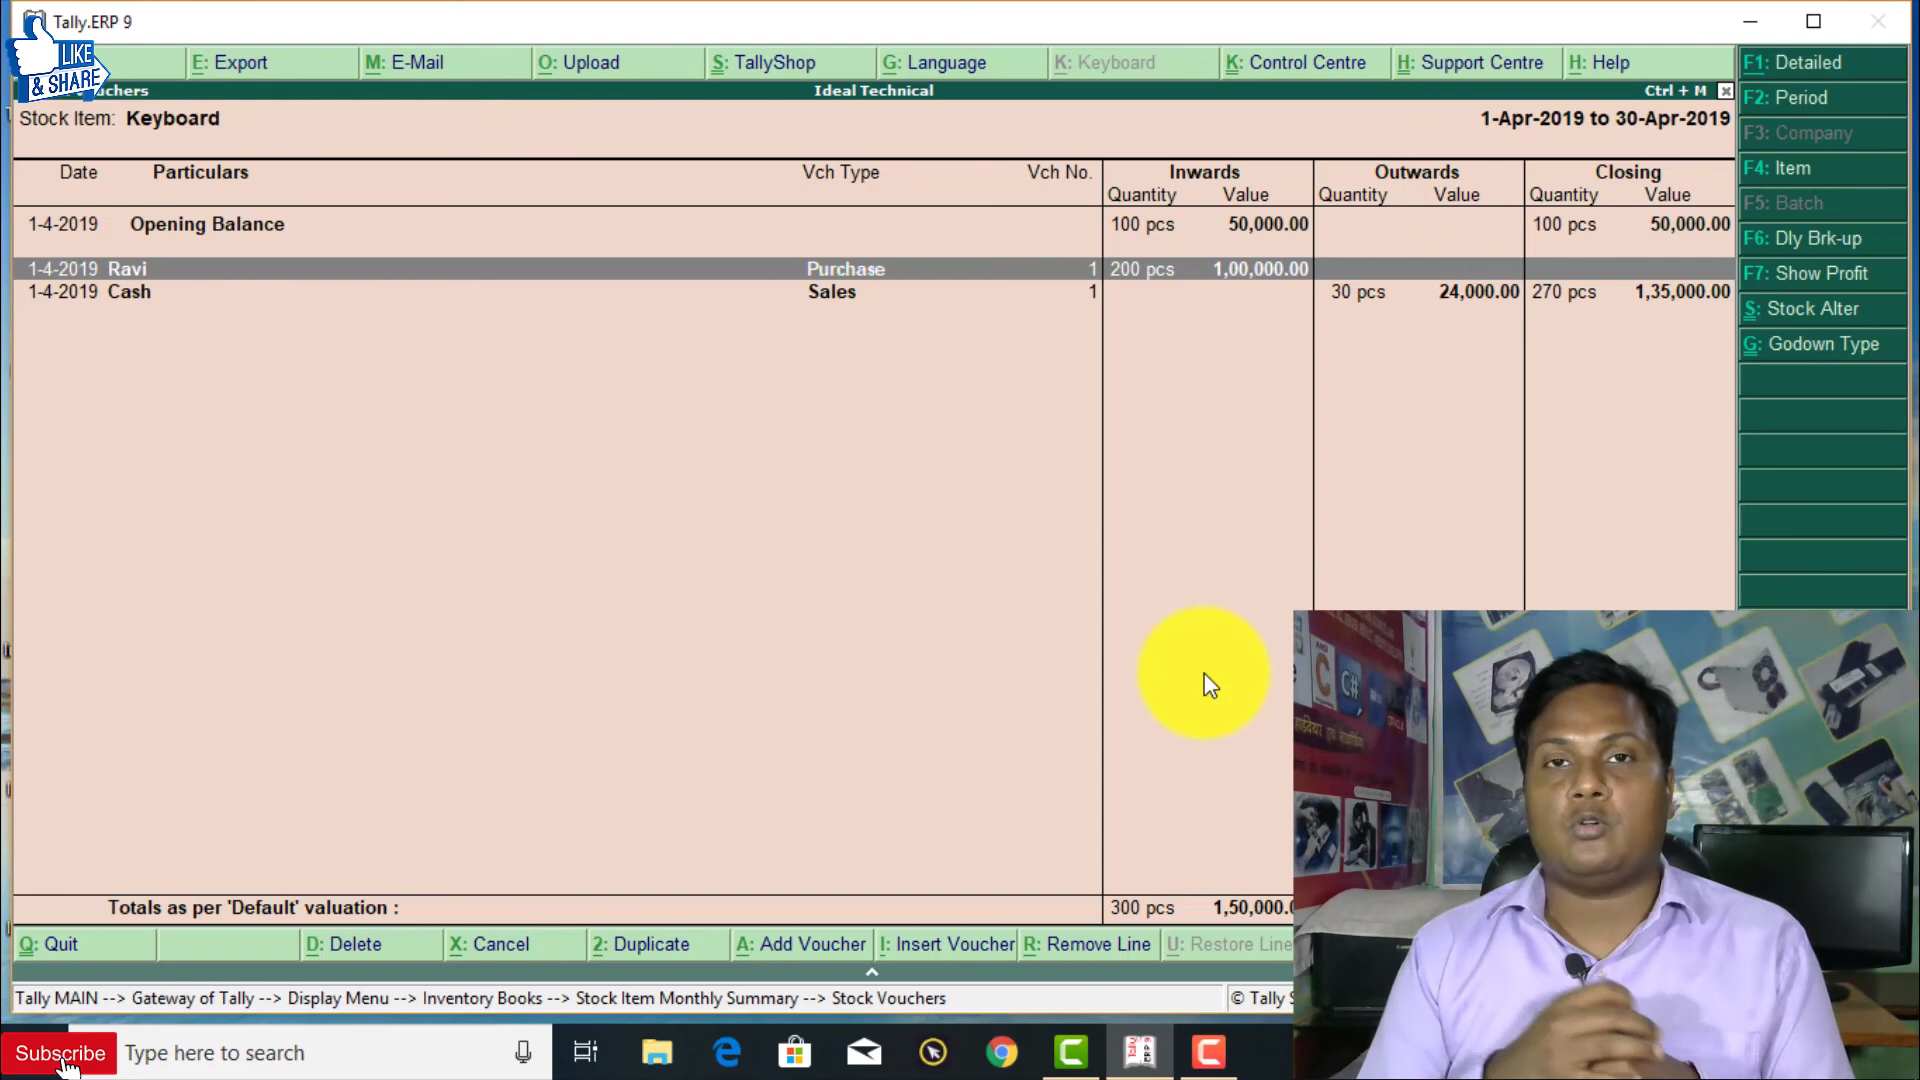 Tally.ERP 9
LIKE
& SHARE
E: Export
M: E-Mail
O: Upload
S: TallyShop
G: Language
K: Keyboard
K: Control Centre
H: Support Centre
H: Help
F1: Detailed
uchers
Ideal Technical
Ctrl + M
F2: Period
Stock Item: Keyboard
1-Apr-2019 to 30-Apr-2019
F3: Company
Date Particulars Vch Type Vch No. Inwards Outwards Closing
F4: Item
Quantity Value Quantity Value Quantity Value
F5: Batch
1-4-2019 Opening Balance 100 pcs 50,000.00 100 pcs 50,000.00
F6: Dly Brk-up
1-4-2019 Ravi Purchase 1 200 pcs 1,00,000.00
F7: Show Profit
1-4-2019 Cash Sales 1 30 pcs 24,000.00 270 pcs 1,35,000.00
S: Stock Alter
G: Godown Type
C
C#
Totals as per 'Default' valuation : 300 pcs 1,50,000.0
Q: Quit
D: Delete
X: Cancel
2: Duplicate
A: Add Voucher
I: Insert Voucher
R: Remove Line
U: Restore Line
Tally MAIN --> Gateway of Tally --> Display Menu --> Inventory Books --> Stock Item Monthly Summary --> Stock Vouchers
© Tally S
Subscribe
Type here to search